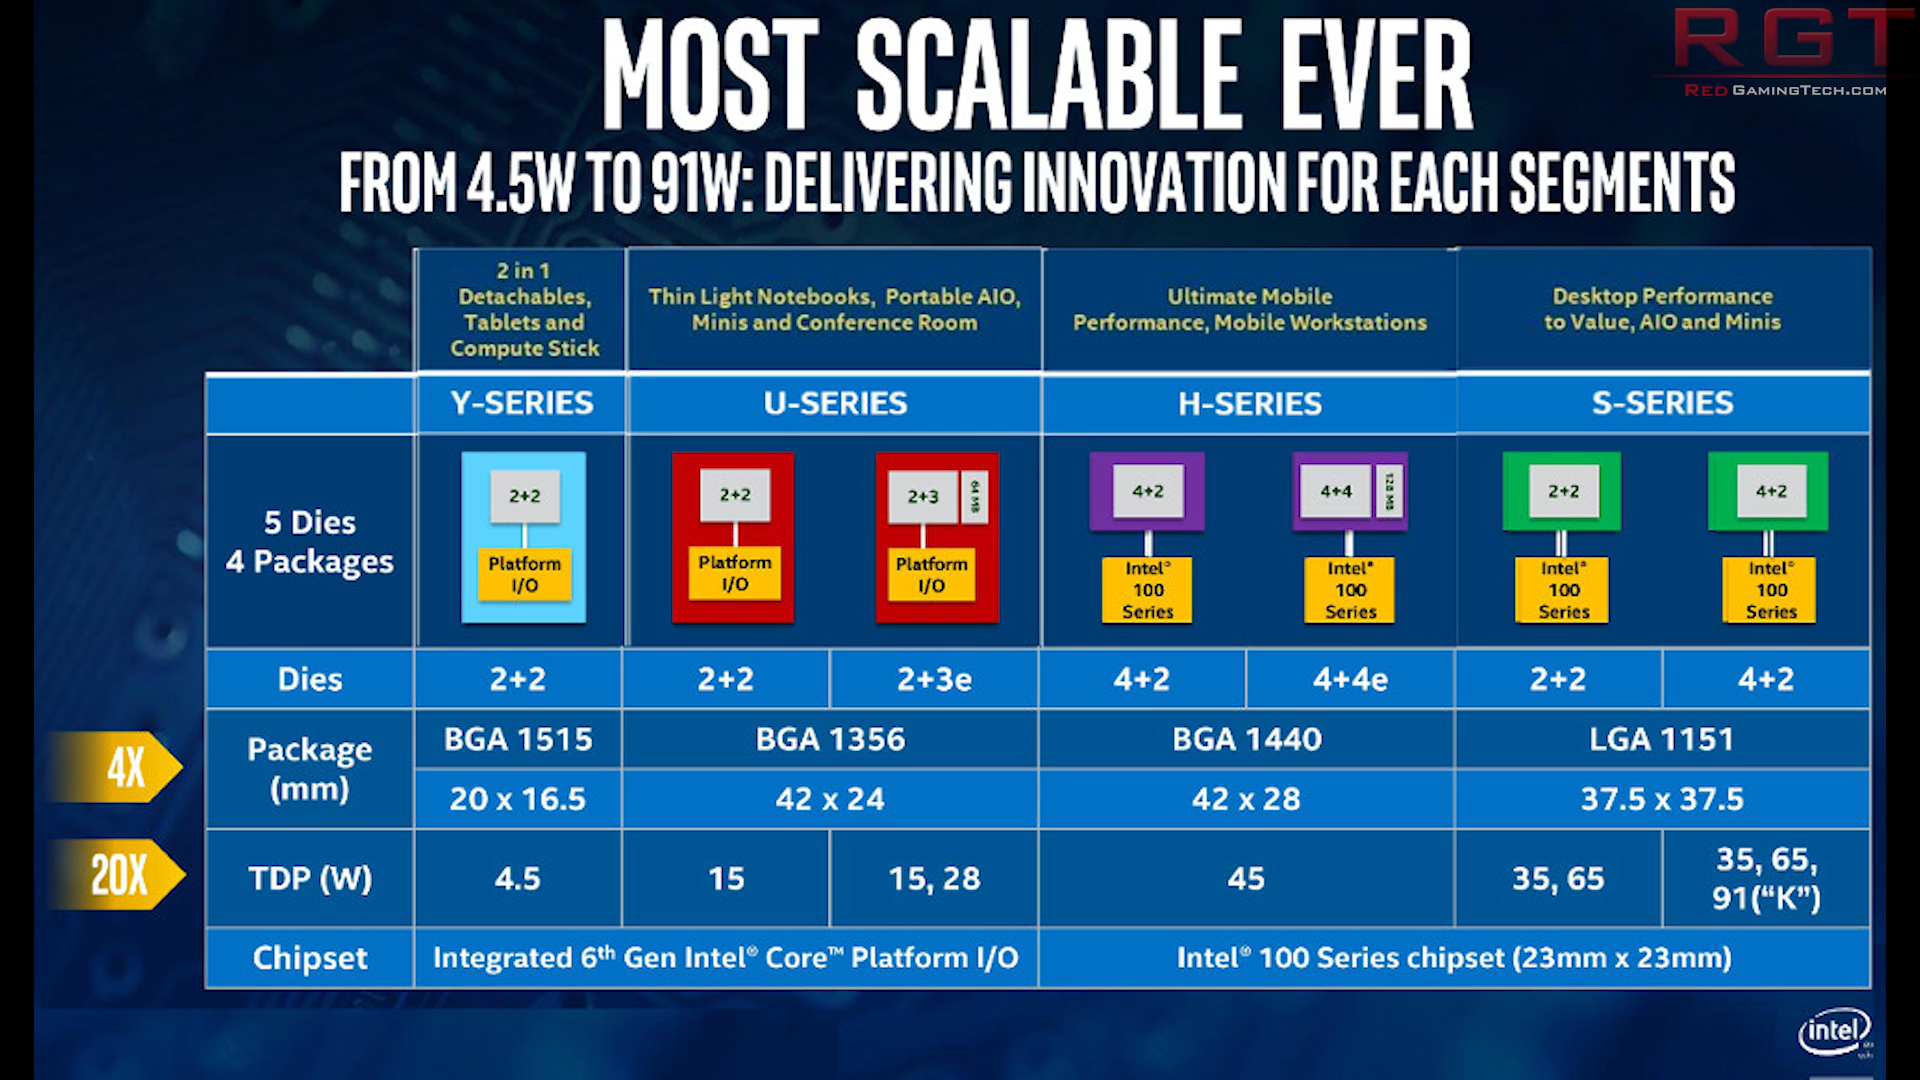 RGT
RED GAMINGTECH.COM
MOST SCALABLE EVER
FROM 4.5W TO 91W: DELIVERING INNOVATION FOR EACH SEGMENTS
2 in 1
Detachables,
Tablets and
Compute Stick
Thin Light Notebooks, Portable AIO,
Minis and Conference Room
Ultimate Mobile
Performance, Mobile Workstations
Desktop Performance
to Value, AIO and Minis
Y-SERIES
U-SERIES
H-SERIES
S-SERIES
5 Dies
4 Packages
2+2
Platform
I/O
2+2
Platform
I/O
2+3
64 MB
Platform
I/O
4+2
Intel®
100
Series
4+4
128 MB
Intel®
100
Series
2+2
Intel®
100
Series
4+2
Intel®
100
Series
Dies
2+2
2+2
2+3e
4+2
4+4e
2+2
4+2
4X
Package
(mm)
BGA 1515
BGA 1356
BGA 1440
LGA 1151
20 x 16.5
42 x 24
42 x 28
37.5 x 37.5
20X
TDP (W)
4.5
15
15, 28
45
35, 65
35, 65,
91(“K”)
Chipset
Integrated 6th Gen Intel® Core™ Platform I/O
Intel® 100 Series chipset (23mm x 23mm)
intel